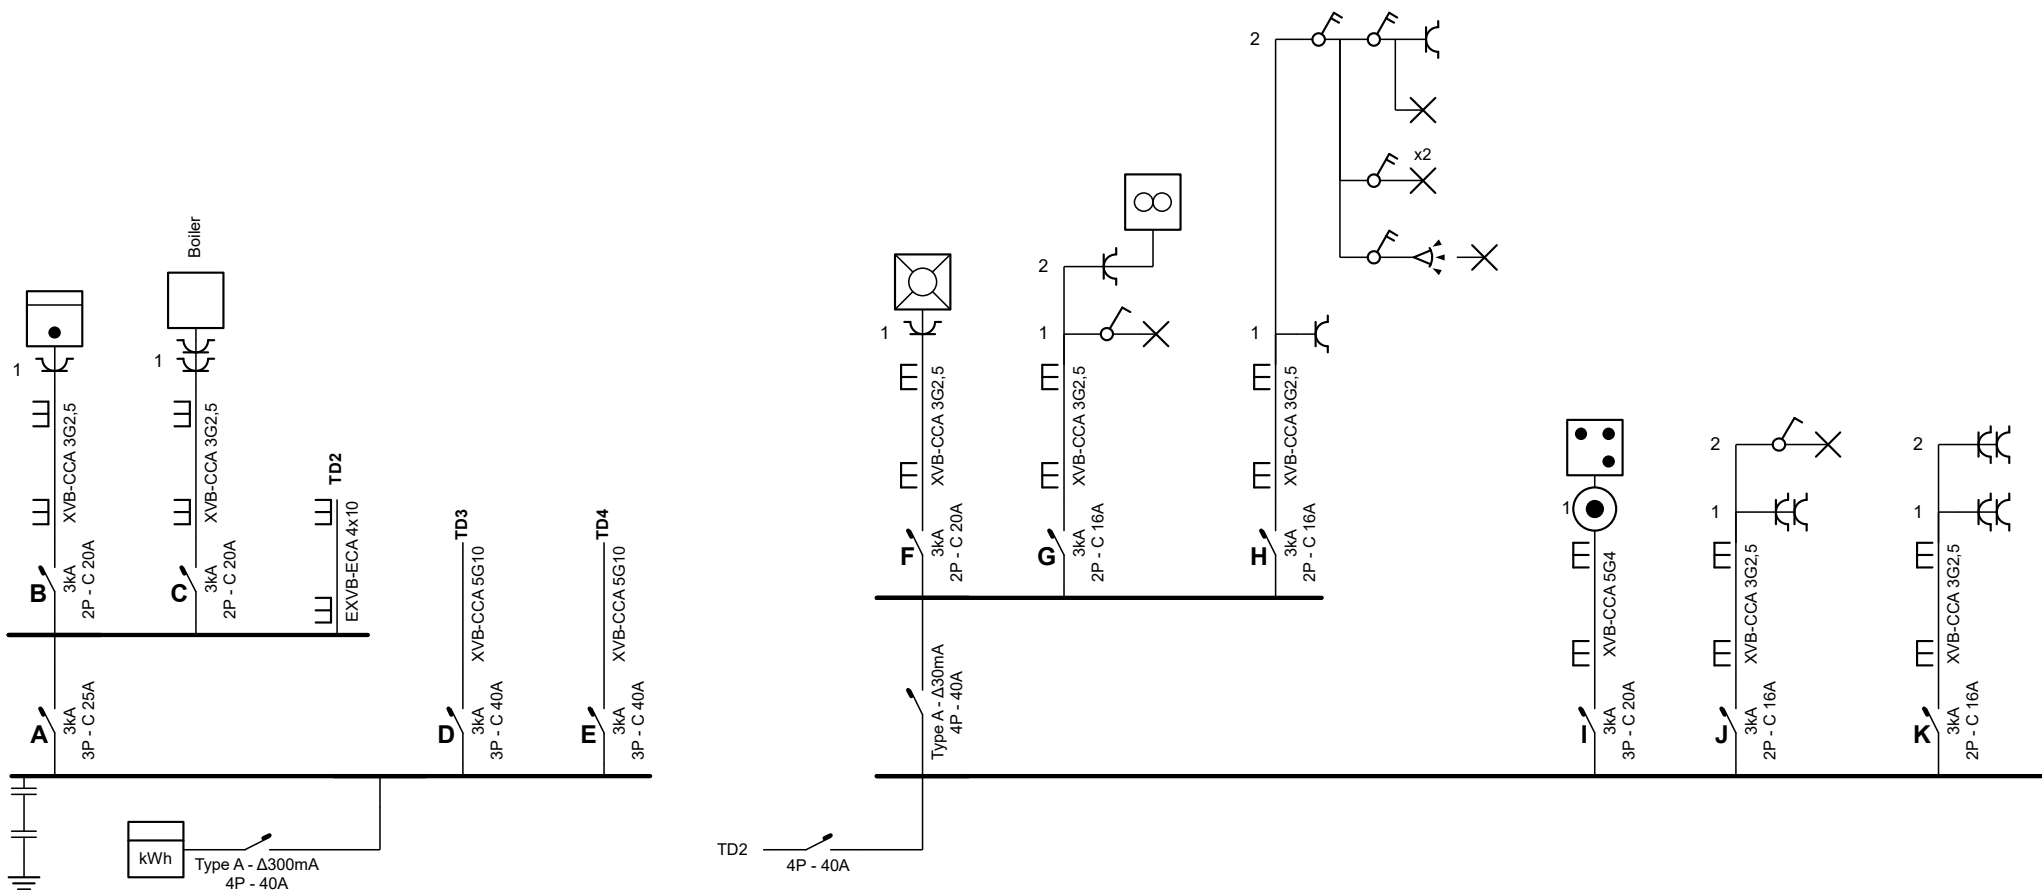 Boiler
1
1
XVB-CCA 3G2,5
XVB-CCA 3G2,5
TD2
EXVB-ECA 4x10
B
3kA
2P - C 20A
C
3kA
2P - C 20A
TD3
XVB-CCA 5G10
TD4
XVB-CCA 5G10
A
3kA
3P - C 25A
D
3kA
3P - C 40A
E
3kA
3P - C 40A
kWh
Type A - Δ300mA
4P - 40A
2
x2
2
1
1
1
XVB-CCA 3G2,5
XVB-CCA 3G2,5
XVB-CCA 3G2,5
F
3kA
2P - C 20A
G
3kA
2P - C 16A
H
3kA
2P - C 16A
Type A - Δ30mA
4P - 40A
TD2
4P - 40A
2
2
1
1
1
XVB-CCA 5G4
XVB-CCA 3G2,5
XVB-CCA 3G2,5
I
3kA
3P - C 20A
J
3kA
2P - C 16A
K
3kA
2P - C 16A